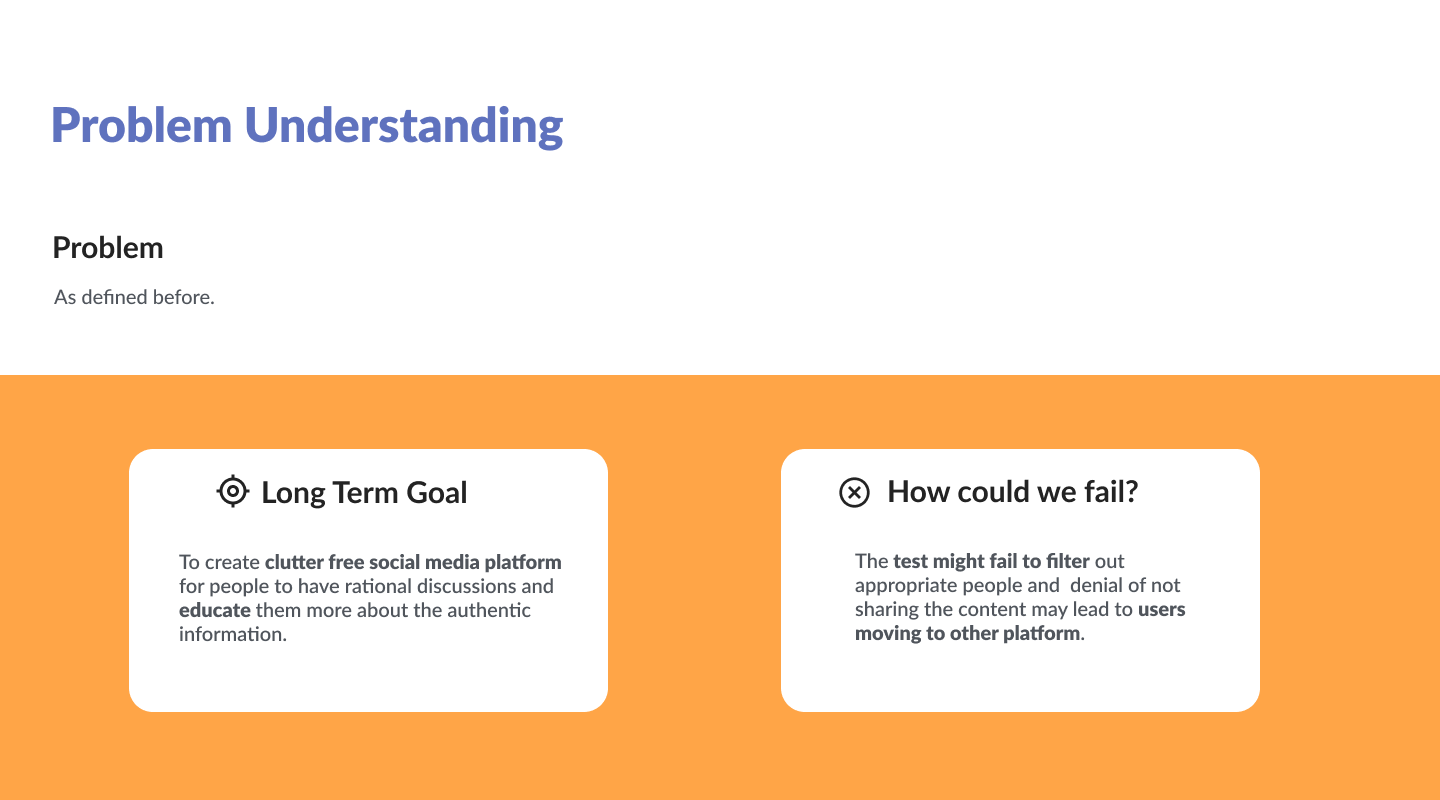 Problem Understanding
Problem
As defined before.
Long Term Goal
To create clutter free social media platform
for people to have rational discussions and
educate them more about the authentic
information.
How could we fail?
The test might fail to filter out
appropriate people and  denial of not
sharing the content may lead to users
moving to other platform.